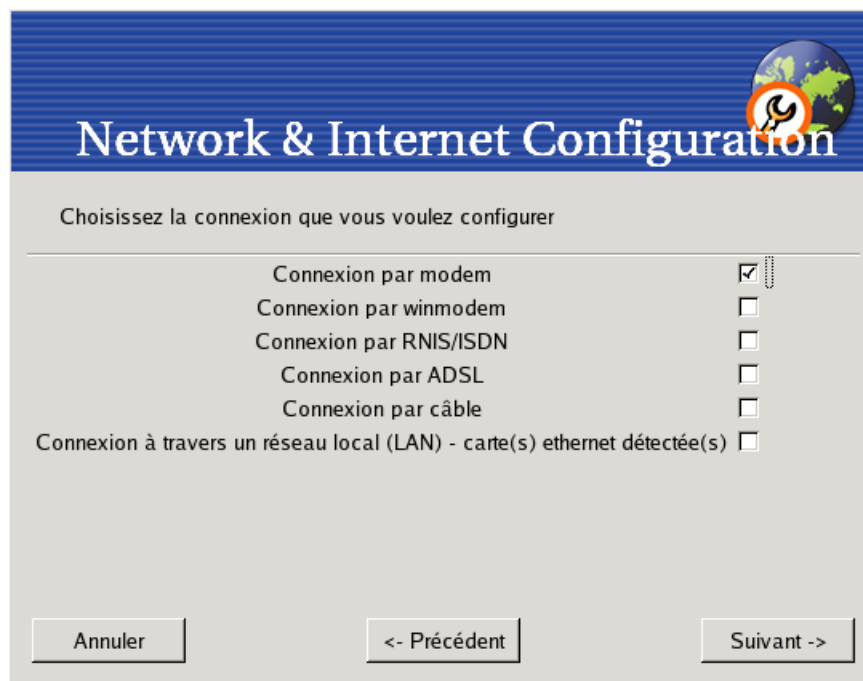 Network & Internet Configuration
Choisissez la connexion que vous voulez configurer
Connexion par modem
Connexion par winmodem
Connexion par RNIS/ISDN
Connexion par ADSL
Connexion par câble
Connexion à travers un réseau local (LAN) - carte(s) ethernet détectée(s)
Annuler
<- Précédent
Suivant ->